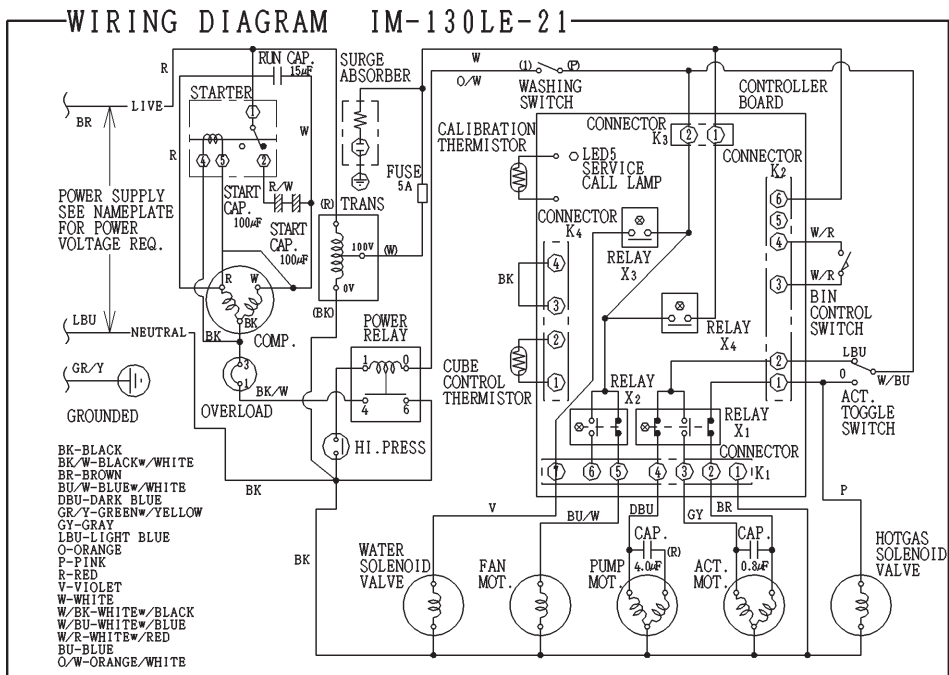 WIRING DIAGRAM IM-130LE-21
LIVE
BR
POWER SUPPLY
SEE NAMEPLATE
FOR POWER
VOLTAGE REQ.
LBU
NEUTRAL
GR/Y
GROUNDED
R
RUN CAP.
15μF
STARTER
W
R
4
5
2
1
START
CAP.
100μF
R/W
START
CAP.
100μF
R
W
BK
COMP.
BK
3
1
OVERLOAD
BK/W
SURGE
ABSORBER
FUSE
5A
TRANS
(R)
100V
(W)
0V
(BK)
POWER
RELAY
1
0
4
6
HI.PRESS
BK
BK
W
O/W
(1)
(P)
WASHING
SWITCH
CONTROLLER
BOARD
CALIBRATION
THERMISTOR
LED5
SERVICE
CALL LAMP
CONNECTOR
K3
2
1
CONNECTOR
K2
6
5
4
3
2
1
CONNECTOR
K4
BK
4
3
2
1
CUBE
CONTROL
THERMISTOR
RELAY
X3
RELAY
X4
RELAY
X2
RELAY
X1
W/R
W/R
BIN
CONTROL
SWITCH
LBU
O
W/BU
ACT.
TOGGLE
SWITCH
CONNECTOR
K1
7
6
5
4
3
2
1
V
BU/W
DBU
GY
BR
P
WATER
SOLENOID
VALVE
FAN
MOT.
PUMP
MOT.
CAP.
4.0μF
(R)
ACT.
MOT.
CAP.
0.8μF
HOTGAS
SOLENOID
VALVE
BK-BLACK
BK/W-BLACKw/WHITE
BR-BROWN
BU/W-BLUEw/WHITE
DBU-DARK BLUE
GR/Y-GREENw/YELLOW
GY-GRAY
LBU-LIGHT BLUE
O-ORANGE
P-PINK
R-RED
V-VIOLET
W-WHITE
W/BK-WHITEw/BLACK
W/BU-WHITEw/BLUE
W/R-WHITEw/RED
BU-BLUE
O/W-ORANGE/WHITE